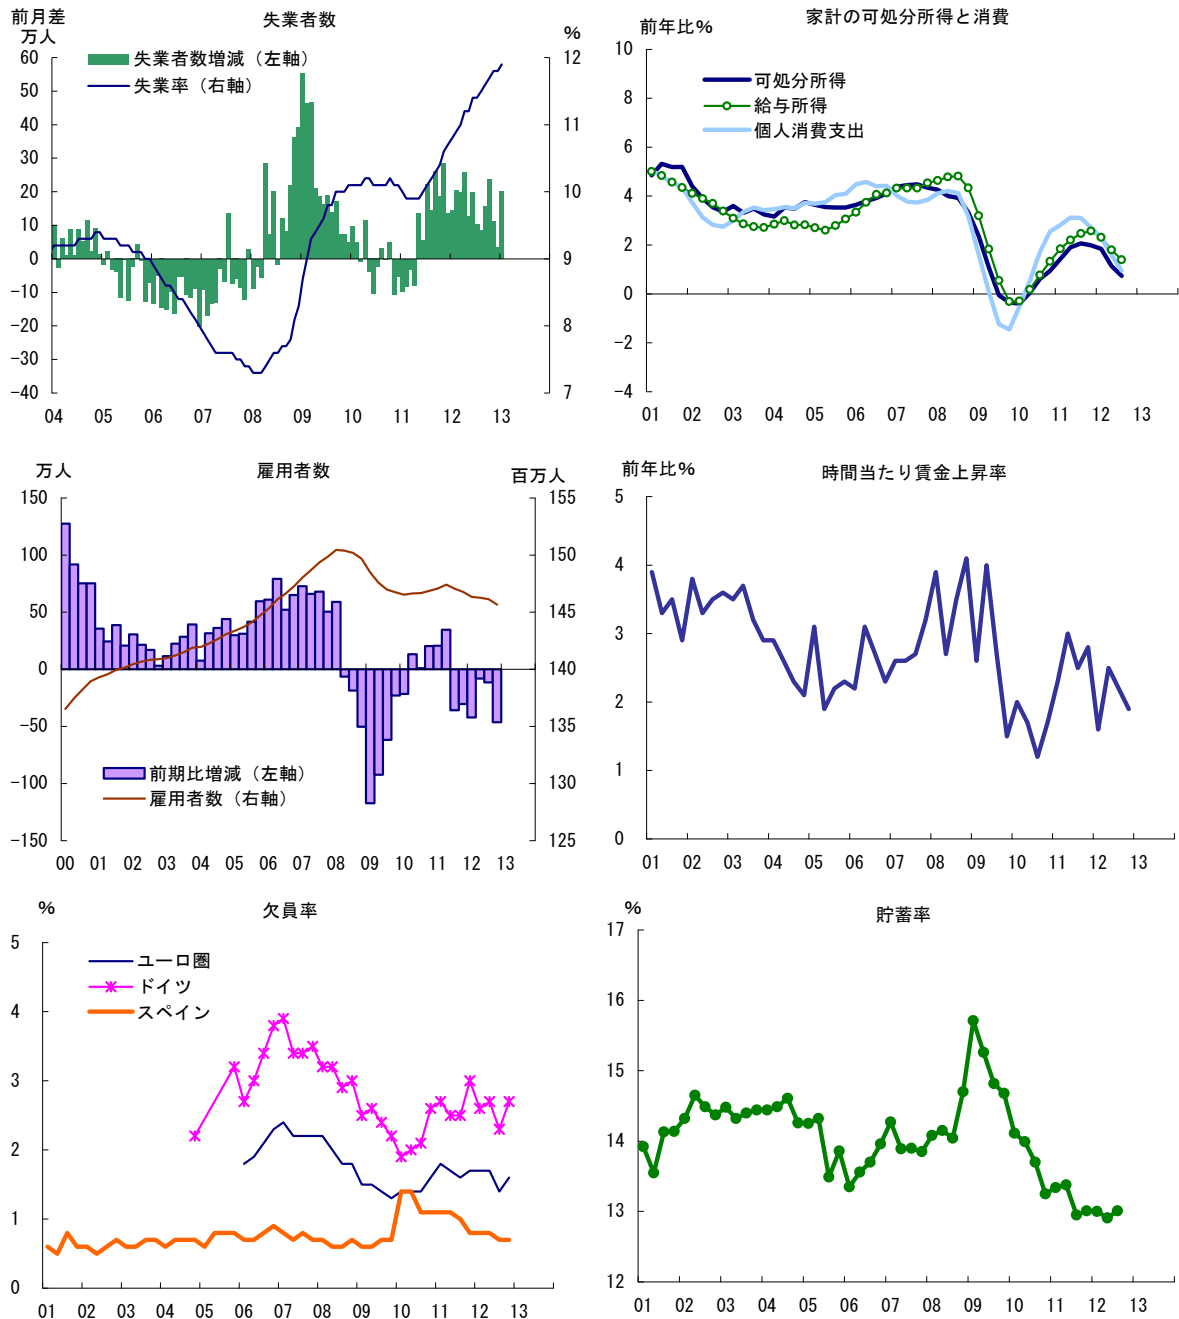 失業者数
前月差
万人
%
失業者数増減（左軸）
失業率（右軸）
60
50
40
30
20
10
0
-10
-20
-30
-40
12
11
10
9
8
7
04 05 06 07 08 09 10 11 12 13
家計の可処分所得と消費
前年比%
可処分所得
給与所得
個人消費支出
10
8
6
4
2
0
-2
-4
01 02 03 04 05 06 07 08 09 10 11 12 13
雇用者数
万人
百万人
150
100
50
0
-50
-100
-150
155
150
145
140
135
130
125
前期比増減（左軸）
雇用者数（右軸）
00 01 02 03 04 05 06 07 08 09 10 11 12 13
時間当たり賃金上昇率
前年比%
5
4
3
2
1
0
01 02 03 04 05 06 07 08 09 10 11 12 13
欠員率
%
ユーロ圏
ドイツ
スペイン
5
4
3
2
1
0
01 02 03 04 05 06 07 08 09 10 11 12 13
貯蓄率
%
17
16
15
14
13
12
01 02 03 04 05 06 07 08 09 10 11 12 13